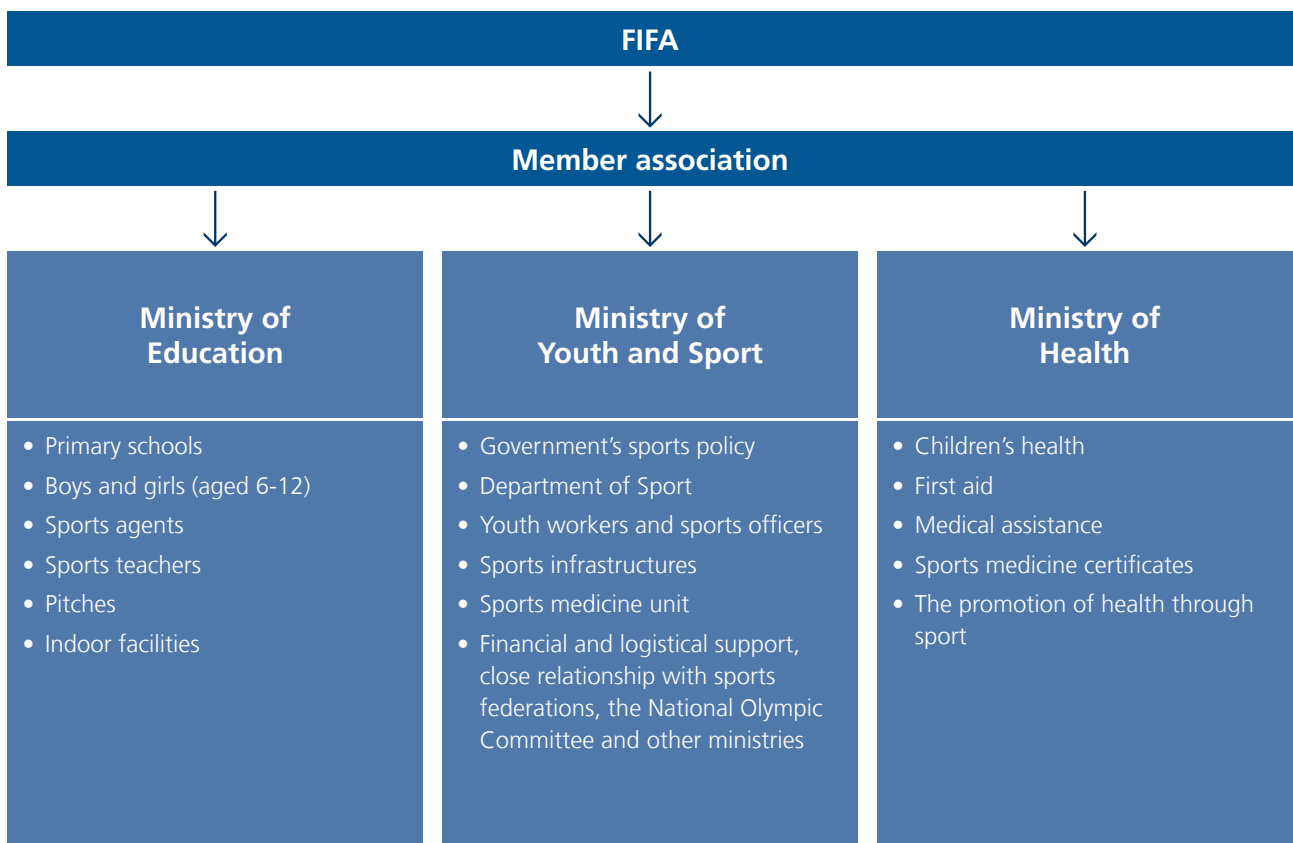 FIFA
Member association
Ministry of
Education
• Primary schools
• Boys and girls (aged 6-12)
• Sports agents
• Sports teachers
• Pitches
• Indoor facilities
Ministry of
Youth and Sport
• Government’s sports policy
• Department of Sport
• Youth workers and sports officers
• Sports infrastructures
• Sports medicine unit
• Financial and logistical support,
close relationship with sports
federations, the National Olympic
Committee and other ministries
Ministry of
Health
• Children’s health
• First aid
• Medical assistance
• Sports medicine certificates
• The promotion of health through
sport